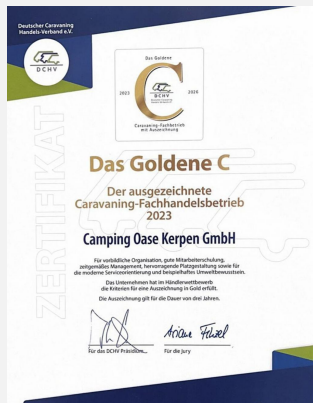 Deutscher Caravaning
Handels-Verband e.V.
DCHV
Das Goldene
2023
2026
C
DCHV
Caravaning-Fachbetrieb
mit Auszeichnung
ZERTIFIKAT
Das Goldene C
Der ausgezeichnete
Caravaning-Fachhandelsbetrieb
2023
Camping Oase Kerpen GmbH
Für vorbildliche Organisation, gute Mitarbeiterschulung,
zeitgemäßes Management, hervorragende Platzgestaltung sowie für
die moderne Serviceorientierung und beispielhaftes Umweltbewusstsein.
Das Unternehmen hat im Händlerwettbewerb
die Kriterien für eine Auszeichnung in Gold erfüllt.
Die Auszeichnung gilt für die Dauer von drei Jahren.
Für das DCHV Präsidium
Für die Jury